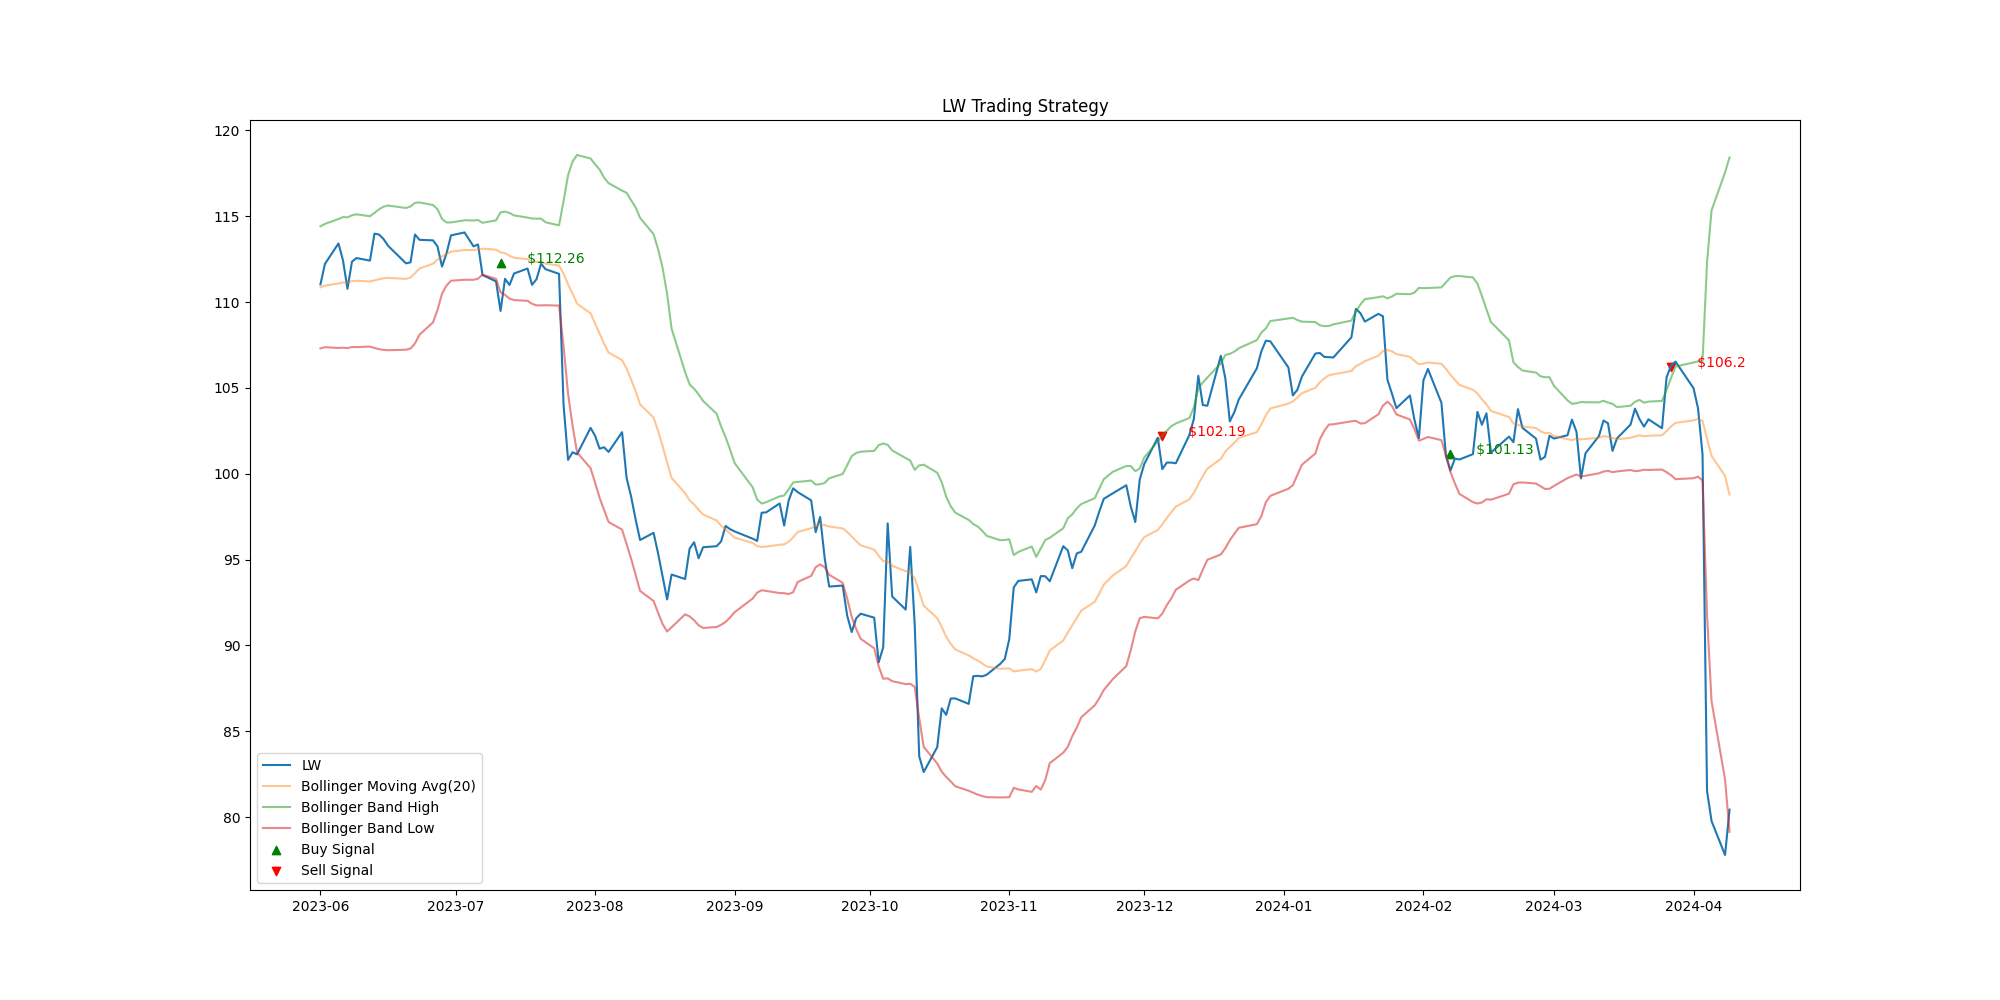 LW Trading Strategy
120
115
110
105
100
95
90
85
80
$112.26
$102.19
$101.13
$106.2
LW
Bollinger Moving Avg(20)
Bollinger Band High
Bollinger Band Low
Buy Signal
Sell Signal
2023-06 2023-07 2023-08 2023-09 2023-10 2023-11 2023-12 2024-01 2024-02 2024-03 2024-04